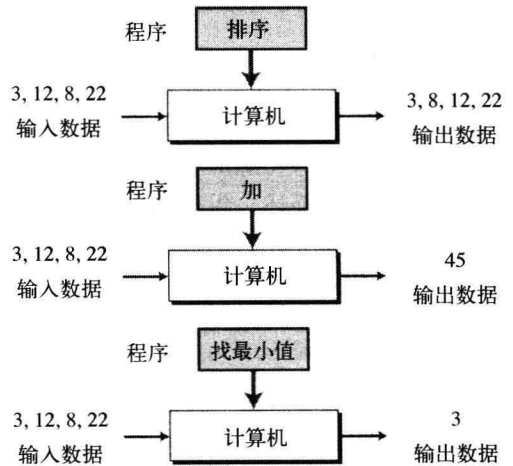 程序 排序
3, 12, 8, 22 计算机 3, 8, 12, 22
输入数据 输出数据
程序 加
3, 12, 8, 22 计算机 45
输入数据 输出数据
程序 找最小值
3, 12, 8, 22 计算机 3
输入数据 输出数据